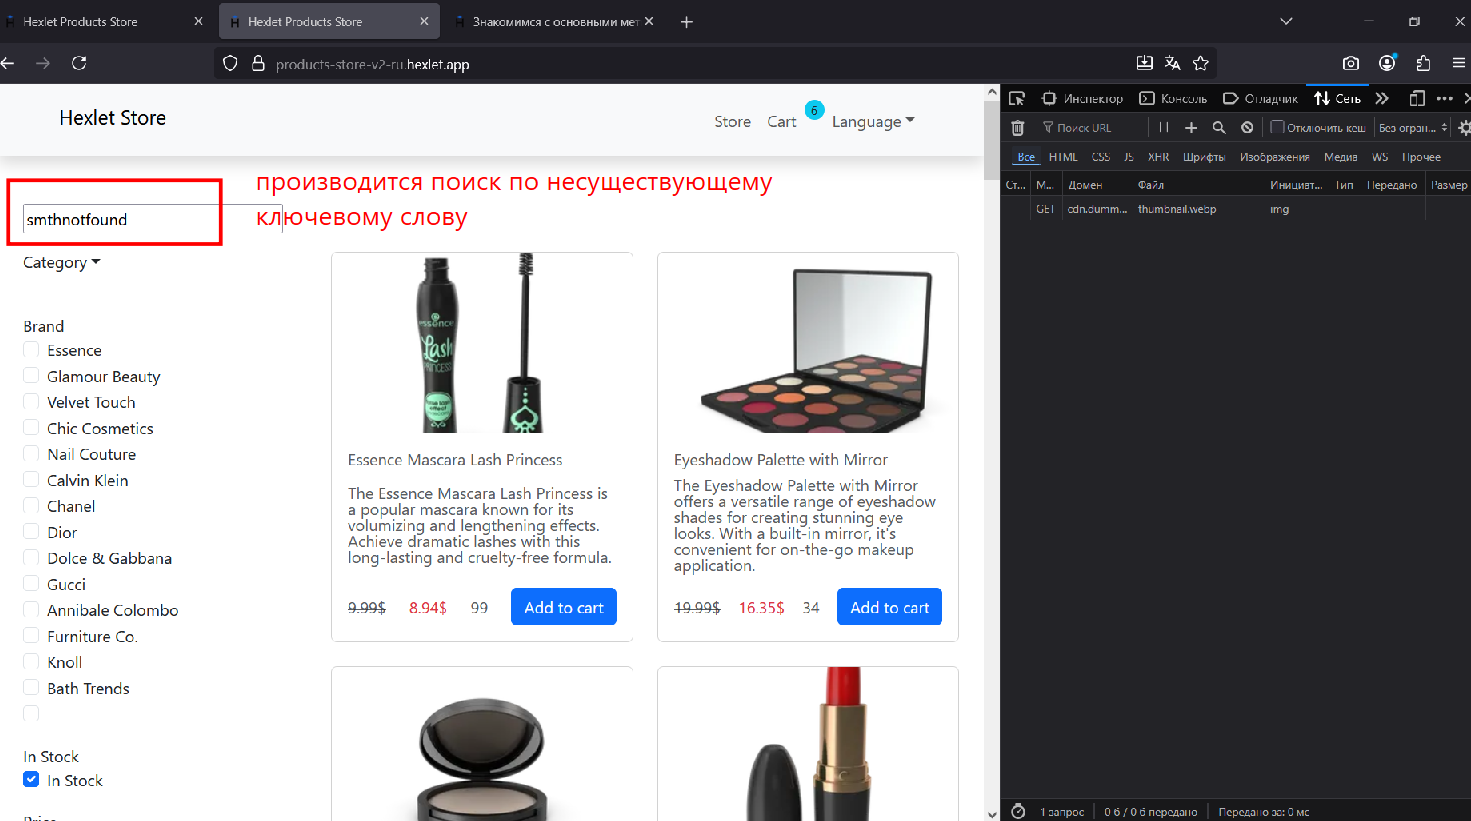 Hexlet Products Store
Hexlet Products Store
Знакомимся с основными мет
products-store-v2-ru.hexlet.app
Hexlet Store
Store
Cart
6
Language
Инспектор
Консоль
Отладчик
Сеть
Поиск URL
Отключить кеш
Без огран...
Все HTML CSS JS XHR Шрифты Изображения Медиа WS Прочее
Ст... М... Домен Файл Инициат... Тип Передано Размер
GET cdn.dumm... thumbnail.webp img
производится поиск по несуществующему
ключевому слову
smthnotfound
Category
Brand
Essence
Glamour Beauty
Velvet Touch
Chic Cosmetics
Nail Couture
Calvin Klein
Chanel
Dior
Dolce & Gabbana
Gucci
Annibale Colombo
Furniture Co.
Knoll
Bath Trends
In Stock
In Stock
essence
Lash
PRINCESS
Essence Mascara Lash Princess
The Essence Mascara Lash Princess is
a popular mascara known for its
volumizing and lengthening effects.
Achieve dramatic lashes with this
long-lasting and cruelty-free formula.
9.99$ 8.94$ 99 Add to cart
Eyeshadow Palette with Mirror
The Eyeshadow Palette with Mirror
offers a versatile range of eyeshadow
shades for creating stunning eye
looks. With a built-in mirror, it's
convenient for on-the-go makeup
application.
19.99$ 16.35$ 34 Add to cart
1 запрос
0 б / 0 б передано
Передано за: 0 мс